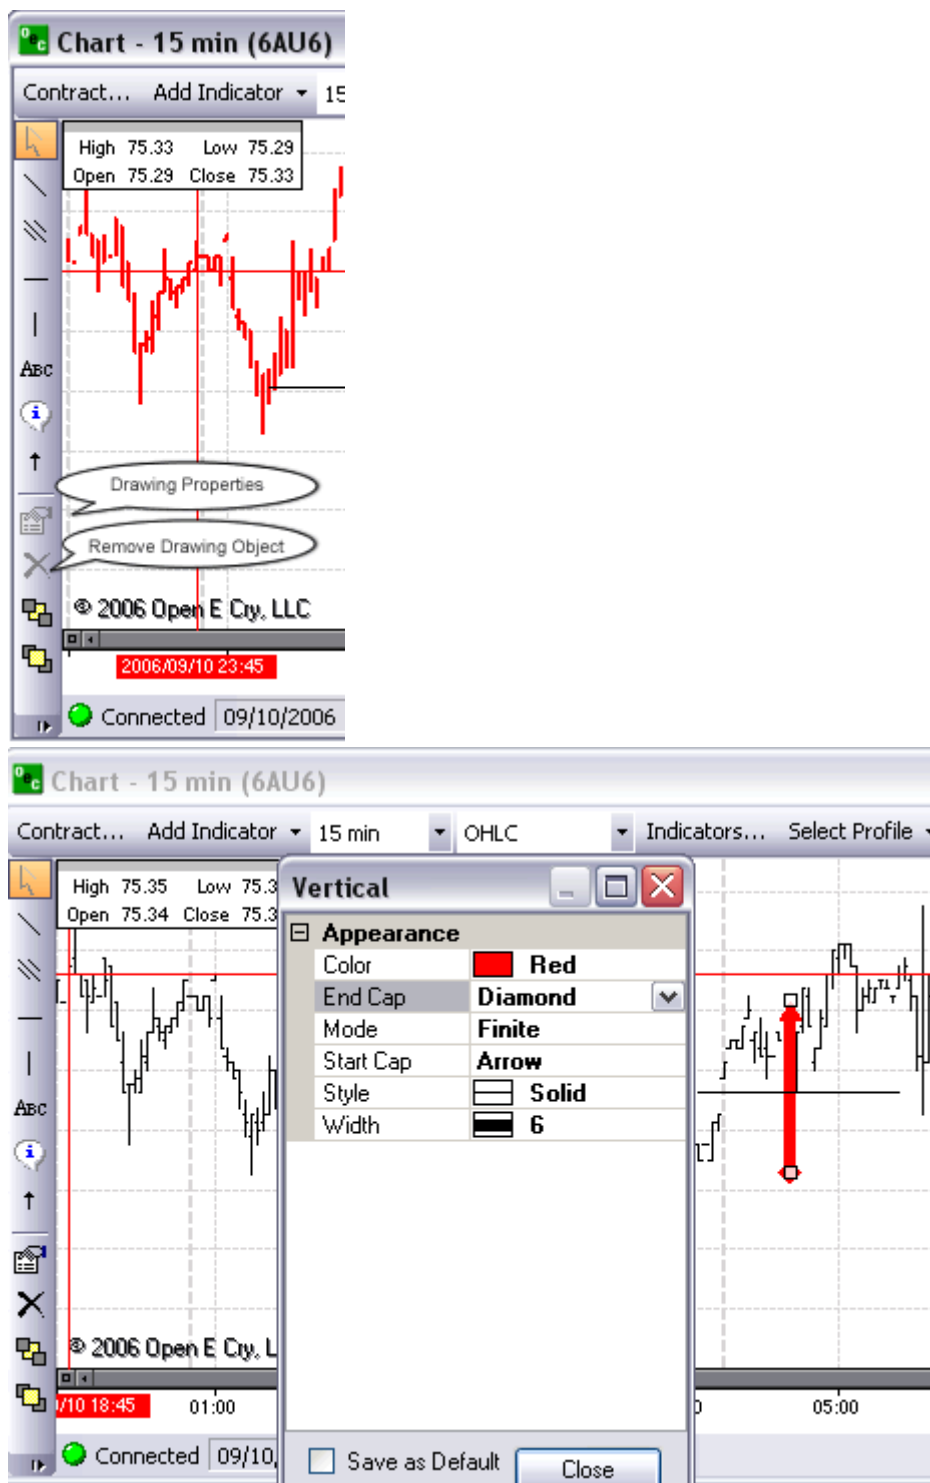 Oec Chart - 15 min (6AU6)
Contract... Add Indicator 15
High 75.33 Low 75.29
Open 75.29 Close 75.33
ABC
Drawing Properties
Remove Drawing Object
© 2006 Open E Cry, LLC
2006/09/10 23:45
Connected 09/10/2006
Oec Chart - 15 min (6AU6)
Contract... Add Indicator 15 min OHLC Indicators... Select Profile
High 75.35 Low 75.3
Open 75.34 Close 75.3
Vertical
Appearance
Color Red
End Cap Diamond
Mode Finite
Start Cap Arrow
Style Solid
Width 6
ABC
© 2006 Open E Cry, L
/10 18:45 01:00 05:00
Connected 09/10,
Save as Default Close